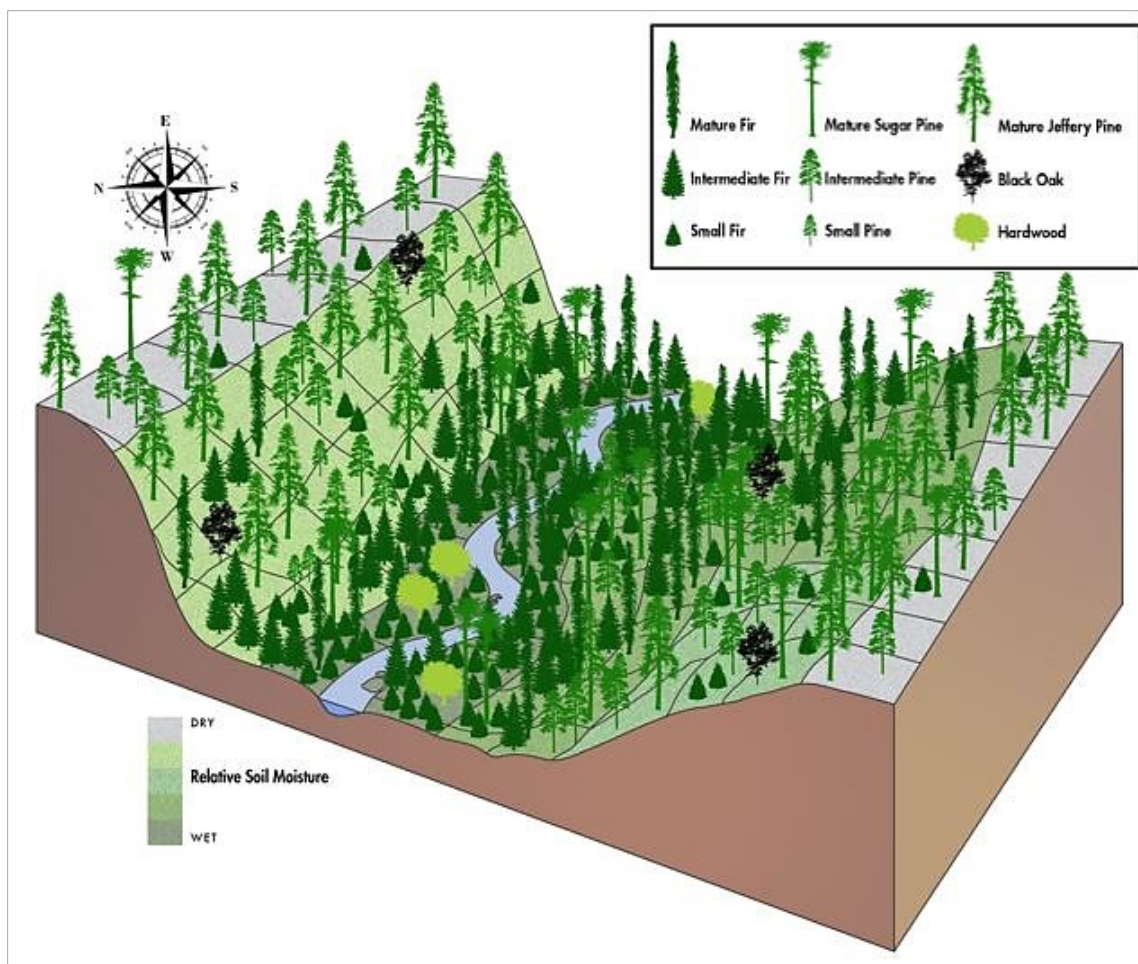 Mature Fir
Mature Sugar Pine
Mature Jeffery Pine
Intermediate Fir
Intermediate Pine
Black Oak
Small Fir
Small Pine
Hardwood
E
N
S
W
DRY
Relative Soil Moisture
WET